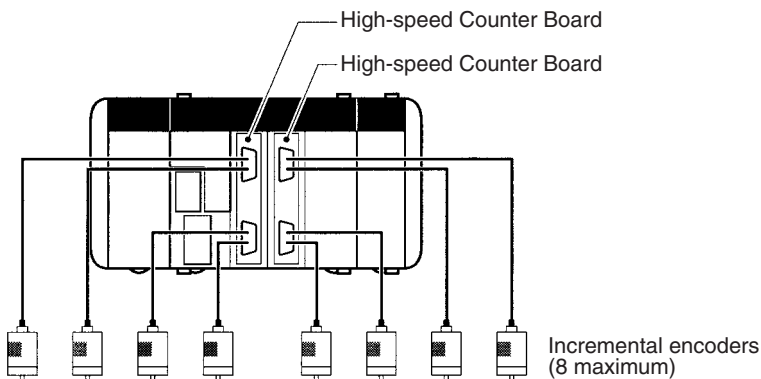 High-speed Counter Board
High-speed Counter Board
Incremental encoders
(8 maximum)